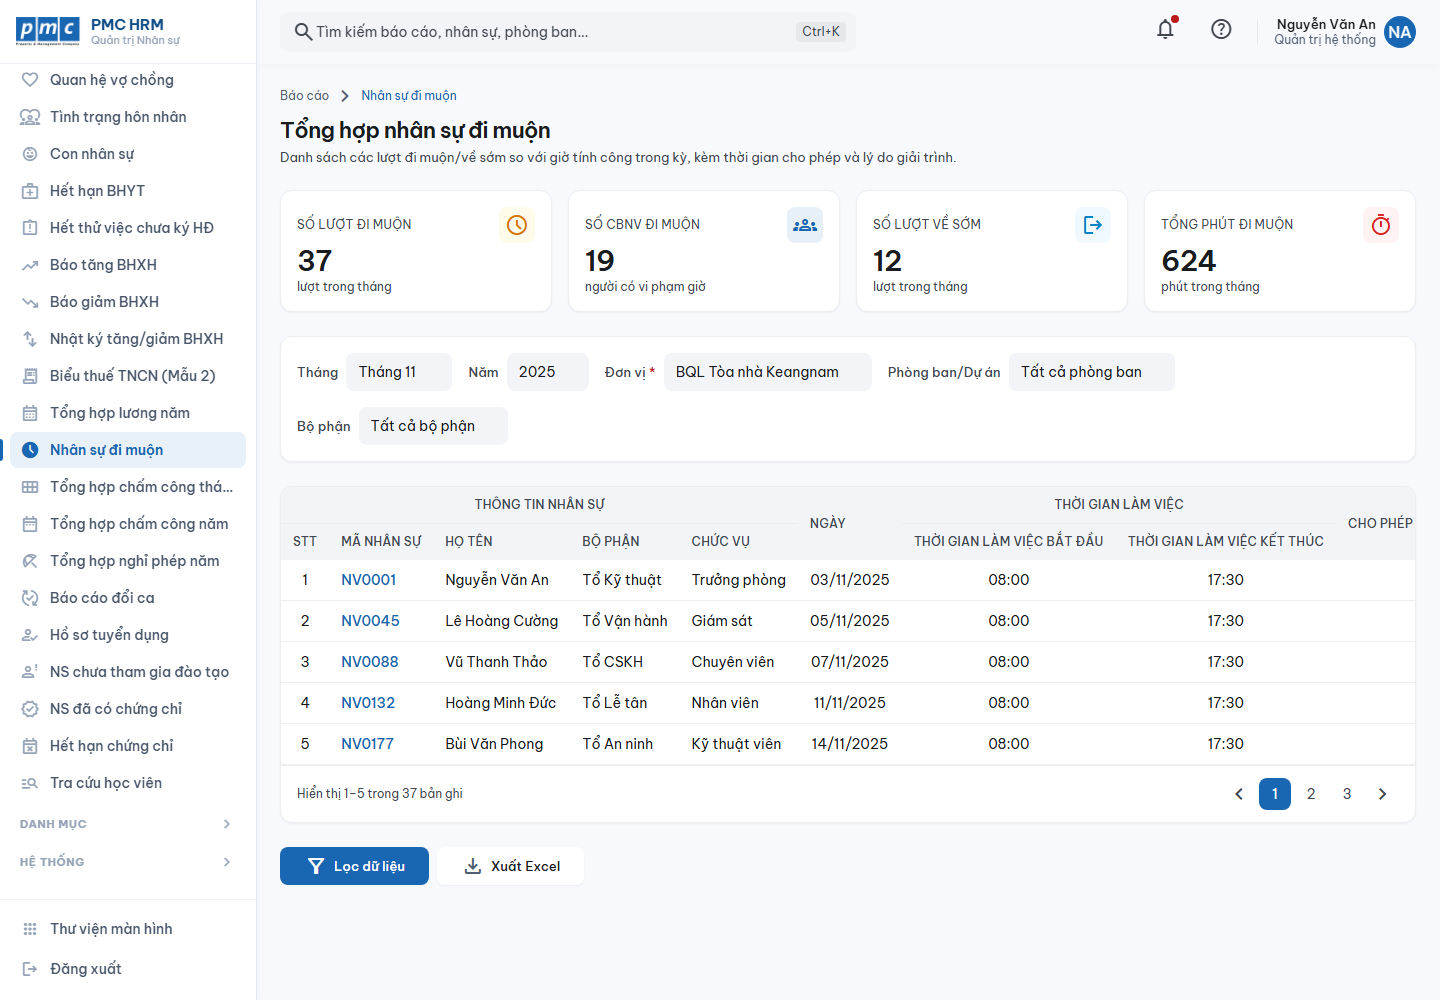 pmc
PMC HRM
Quản trị Nhân sự
Quan hệ vợ chồng
Tình trạng hôn nhân
Con nhân sự
Hết hạn BHYT
Hết thử việc chưa ký HĐ
Báo tăng BHXH
Báo giảm BHXH
Nhật ký tăng/giảm BHXH
Biểu thuế TNCN (Mẫu 2)
Tổng hợp lương năm
Nhân sự đi muộn
Tổng hợp chấm công thá...
Tổng hợp chấm công năm
Tổng hợp nghỉ phép năm
Báo cáo đổi ca
Hồ sơ tuyển dụng
NS chưa tham gia đào tạo
NS đã có chứng chỉ
Hết hạn chứng chỉ
Tra cứu học viên
DANH MỤC
HỆ THỐNG
Thư viện màn hình
Đăng xuất
Tìm kiếm báo cáo, nhân sự, phòng ban... Ctrl+K
Nguyễn Văn An
Quản trị hệ thống
NA
Báo cáo Nhân sự đi muộn
Tổng hợp nhân sự đi muộn
Danh sách các lượt đi muộn/về sớm so với giờ tính công trong kỳ, kèm thời gian cho phép và lý do giải trình.
SỐ LƯỢT ĐI MUỘN
37
lượt trong tháng
SỐ CBNV ĐI MUỘN
19
người có vi phạm giờ
SỐ LƯỢT VỀ SỚM
12
lượt trong tháng
TỔNG PHÚT ĐI MUỘN
624
phút trong tháng
Tháng Tháng 11 Năm 2025 Đơn vị * BQL Tòa nhà Keangnam Phòng ban/Dự án Tất cả phòng ban
Bộ phận Tất cả bộ phận
THÔNG TIN NHÂN SỰ NGÀY THỜI GIAN LÀM VIỆC CHO PHÉP
STT MÃ NHÂN SỰ HỌ TÊN BỘ PHẬN CHỨC VỤ THỜI GIAN LÀM VIỆC BẮT ĐẦU THỜI GIAN LÀM VIỆC KẾT THÚC
1 NV0001 Nguyễn Văn An Tổ Kỹ thuật Trưởng phòng 03/11/2025 08:00 17:30
2 NV0045 Lê Hoàng Cường Tổ Vận hành Giám sát 05/11/2025 08:00 17:30
3 NV0088 Vũ Thanh Thảo Tổ CSKH Chuyên viên 07/11/2025 08:00 17:30
4 NV0132 Hoàng Minh Đức Tổ Lễ tân Nhân viên 11/11/2025 08:00 17:30
5 NV0177 Bùi Văn Phong Tổ An ninh Kỹ thuật viên 14/11/2025 08:00 17:30
Hiển thị 1–5 trong 37 bản ghi 1 2 3
Lọc dữ liệu Xuất Excel